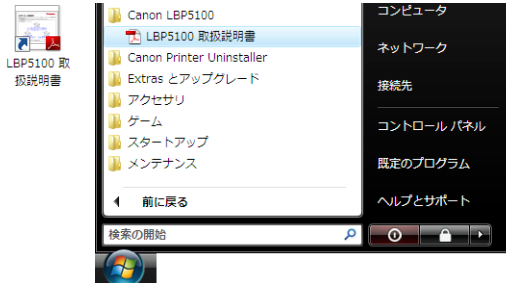 LBP5100 取
扱説明書
Canon LBP5100
LBP5100 取扱説明書
Canon Printer Uninstaller
Extras とアップグレード
アクセサリ
ゲーム
スタートアップ
メンテナンス
前に戻る
検索の開始
コンピュータ
ネットワーク
接続先
コントロール パネル
既定のプログラム
ヘルプとサポート